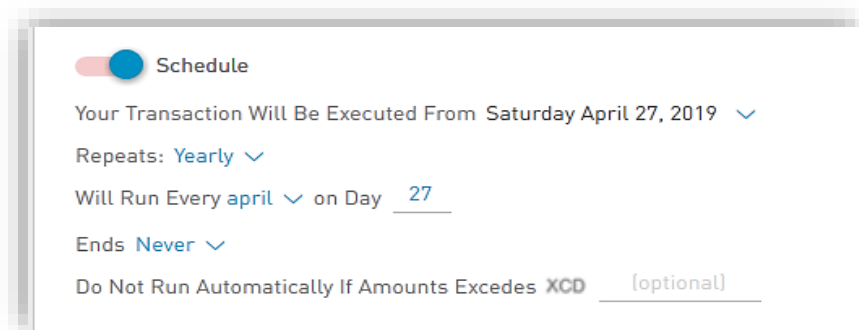 Schedule
Your Transaction Will Be Executed From Saturday April 27, 2019
Repeats: Yearly
Will Run Every april on Day 27
Ends Never
Do Not Run Automatically If Amounts Excedes XCD (optional)